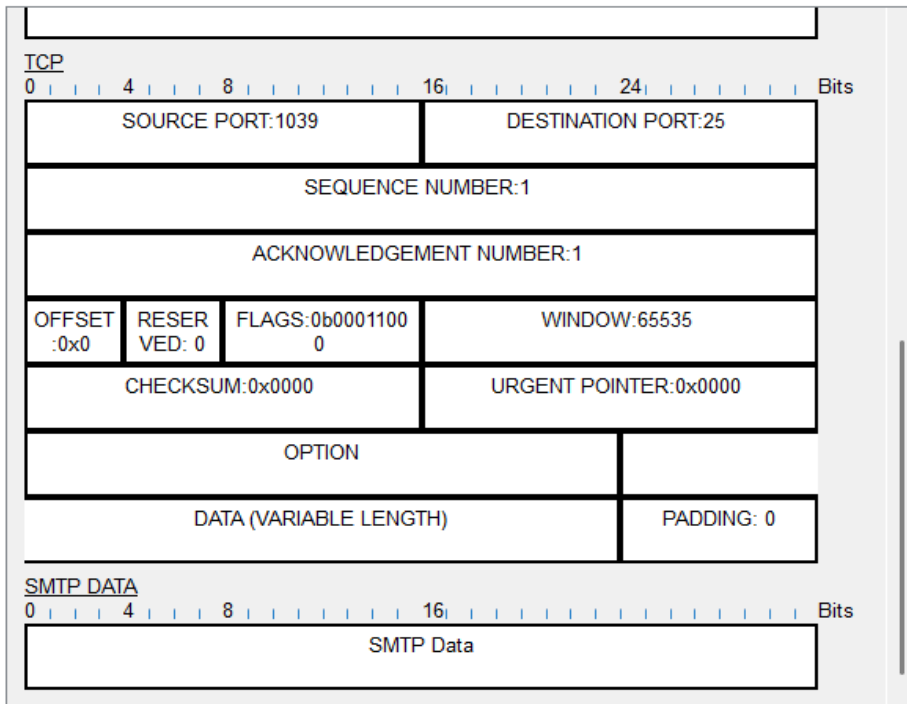 TCP
0 4 8 16 24 Bits
SOURCE PORT:1039 DESTINATION PORT:25
SEQUENCE NUMBER:1
ACKNOWLEDGEMENT NUMBER:1
OFFSET RESER FLAGS:0b0001100 WINDOW:65535
:0x0 VED: 0 0
CHECKSUM:0x0000 URGENT POINTER:0x0000
OPTION
DATA (VARIABLE LENGTH) PADDING: 0
SMTP DATA
0 4 8 16 Bits
SMTP Data